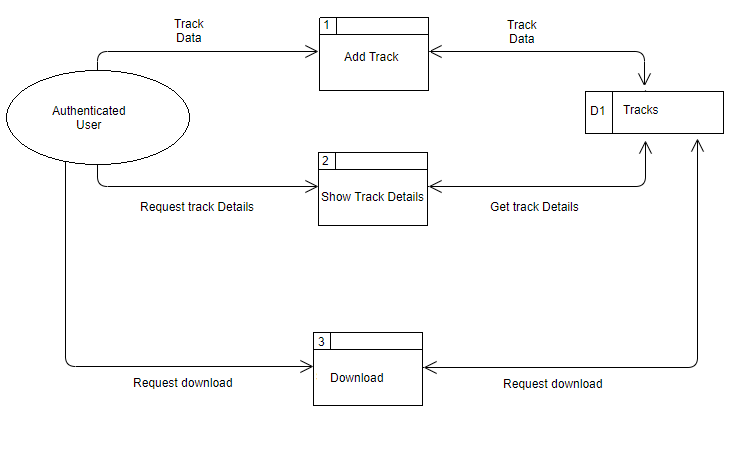 Track
Data
1
Add Track
Track
Data
Authenticated
User
D1
Tracks
2
Show Track Details
Request track Details
Get track Details
3
Download
Request download
Request download